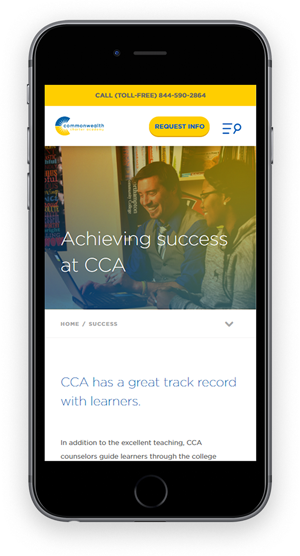 CALL (TOLL-FREE) 844-590-2864
commonwealth
REQUEST INFO
Achieving success
at CCA
HOME / SUCCESS
CCA has a great track record
with learners.
In addition to the excellent teaching, CCA
counselors guide learners through the college